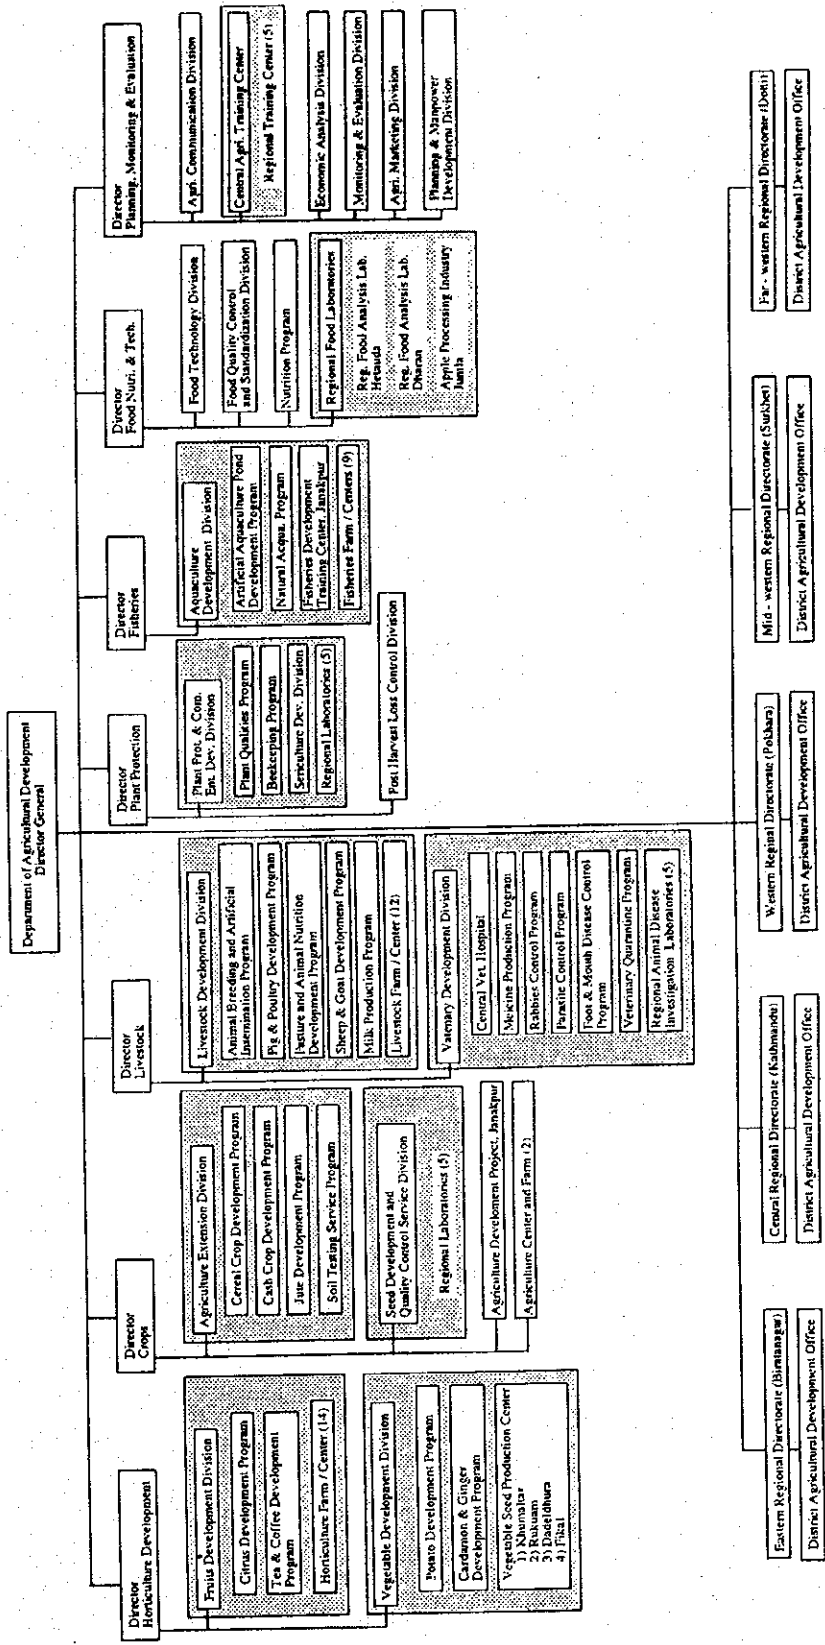 Department of Agricultural Development
Director General
Director
Horticulture Development
Fruits Development Division
Citrus Development Program
Tea & Coffee Development
Program
Horticulture Farm / Center (14)
Vegetable Development Division
Potato Development Program
Cardamon & Ginger
Development Program
Vegetable Seed Production Center
1) Khumaltar
2) Rukuam
3) Dadeldhura
4) Fikal
Director
Crops
Agriculture Extension Division
Cereal Crop Development Program
Cash Crop Development Program
Jute Development Program
Soil Testing Service Program
Seed Development and
Quality Control Service Division
Regional Laboratories (5)
Agriculture Develoment Project, Janakpur
Agriculture Center and Farm (2)
Director
Livestock
Livestock Development Division
Animal Breeding and Artificial
Insermination Program
Pig & Poultry Development Program
Pasture and Animal Nutrition
Development Program
Sheep & Goat Development Program
Milk Production Program
Livestock Farm / Center (12)
Vatenary Development Division
Central Vet. Hospital
Meicine Production Program
Rabbies Control Program
Parasite Control Program
Foot & Mouth Disease Control
Program
Veterinary Quarantine Program
Regional Animal Disease
Investigation Laboratories (5)
Director
Plant Protection
Plant Prot. & Com.
Ent. Dev. Division
Plant Qualities Program
Beekeeping Program
Sericulture Dev. Division
Regional Laboratories (5)
Post Harvest Loss Control Division
Director
Fisheries
Aquaculture
Development Division
Artificial Aquaculture Pond
Development Program
Natural Acqua. Program
Fisheries Development
Training Center, Janakpur
Fisheries Farm / Centers (9)
Director
Food Nutri. & Tech.
Food Technology Division
Food Quality Control
and Standardization Division
Nutrition Program
Regional Food Laboratories
Reg. Food Analysis Lab.
Hetauda
Reg. Food Analysis Lab.
Dharan
Apple Processing Industry
Jumla
Director
Planning, Monitoring & Evaluation
Agri. Communication Division
Central Agri. Training Center
Regional Training Center (5)
Economic Analysis Division
Monitoring & Evaluation Division
Agri. Marketing Division
Planning & Manpower
Development Division
Eastern Regional Directorate (Biratanagar)
District Agricultural Development Office
Central Regional Directorate (Kathmandu)
District Agricultural Development Office
Western Reginal Directorate (Pokhara)
District Agricultural Development Office
Mid - western Regional Directorate (Surkhet)
District Agricultural Development Office
Far - western Regional Directorate (Doti)
District Agricultural Development Office